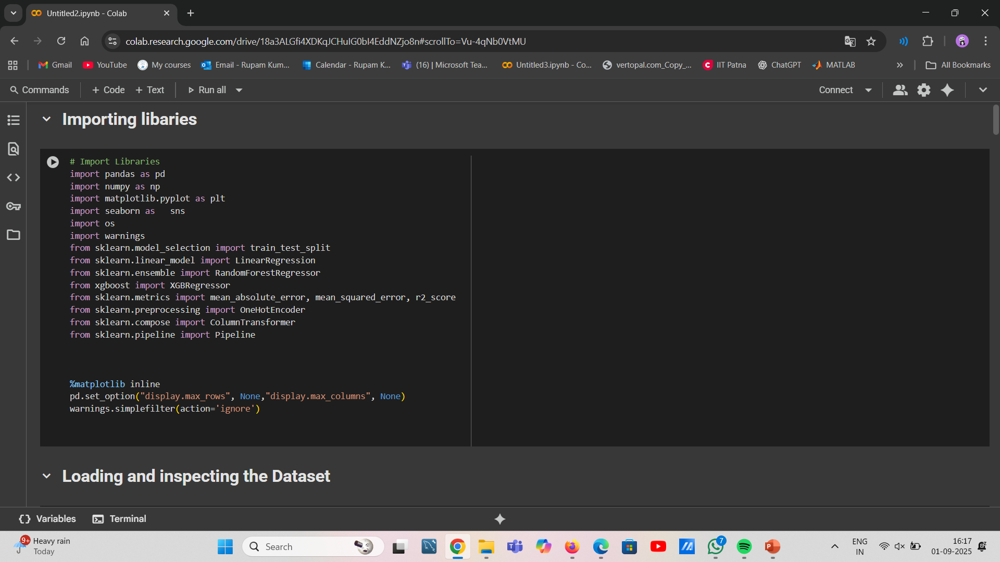 Untitled2.ipynb - Colab
colab.research.google.com/drive/18a3ALGfi4XDKqJCHuIG0bI4EddNZjo8n#scrollTo=Vu-4qNb0VtMU
Gmail YouTube My courses Email - Rupam Kum... Calendar - Rupam K... (16) | Microsoft Tea... Untitled3.ipynb - Co... vertopal.com_Copy_... IIT Patna ChatGPT MATLAB » All Bookmarks
Commands + Code + Text Run all Connect
Importing libaries
# Import Libraries
import pandas as pd
import numpy as np
import matplotlib.pyplot as plt
import seaborn as   sns
import os
import warnings
from sklearn.model_selection import train_test_split
from sklearn.linear_model import LinearRegression
from sklearn.ensemble import RandomForestRegressor
from xgboost import XGBRegressor
from sklearn.metrics import mean_absolute_error, mean_squared_error, r2_score
from sklearn.preprocessing import OneHotEncoder
from sklearn.compose import ColumnTransformer
from sklearn.pipeline import Pipeline
%matplotlib inline
pd.set_option("display.max_rows", None,"display.max_columns", None)
warnings.simplefilter(action='ignore')
Loading and inspecting the Dataset
{} Variables Terminal
9+ Heavy rain
Today
Search
7
ENG
IN
16:17
01-09-2025